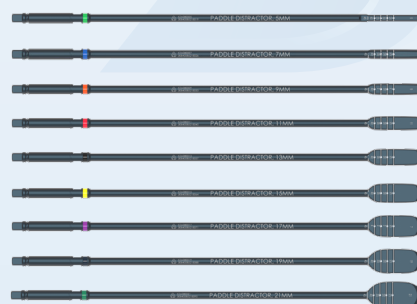 PADDLE DISTRACTOR, 5MM
PADDLE DISTRACTOR, 7MM
PADDLE DISTRACTOR, 9MM
PADDLE DISTRACTOR, 11MM
PADDLE DISTRACTOR, 13MM
PADDLE DISTRACTOR, 15MM
PADDLE DISTRACTOR, 17MM
PADDLE DISTRACTOR, 19MM
PADDLE DISTRACTOR, 21MM